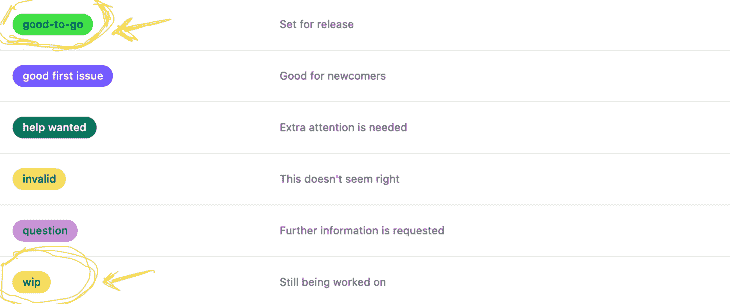 good-to-go Set for release
good first issue Good for newcomers
help wanted Extra attention is needed
invalid This doesn't seem right
question Further information is requested
wip Still being worked on